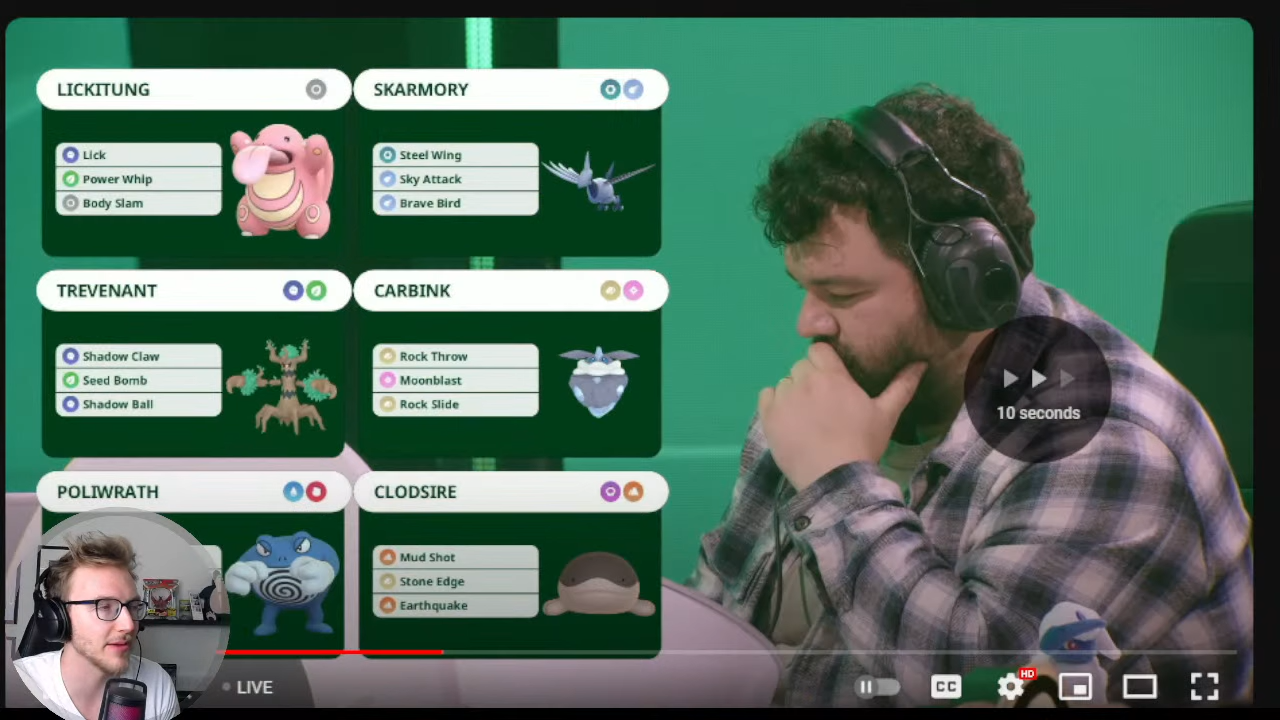 LICKITUNG
Lick
Power Whip
Body Slam
SKARMORY
Steel Wing
Sky Attack
Brave Bird
TREVENANT
Shadow Claw
Seed Bomb
Shadow Ball
CARBINK
Rock Throw
Moonblast
Rock Slide
POLIWRATH
CLODSIRE
Mud Shot
Stone Edge
Earthquake
10 seconds
LIVE
CC
HD